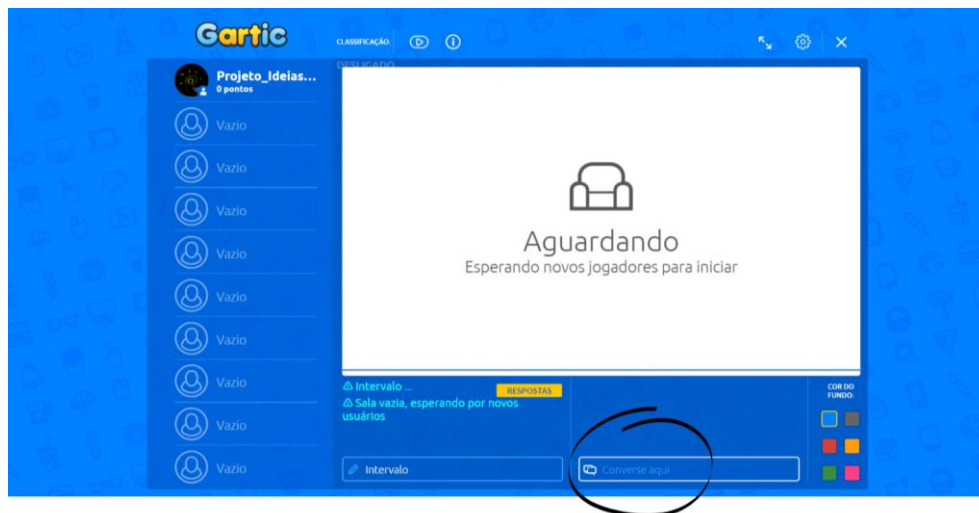 Gartic
CLASSIFICAÇÃO:
DESLIGADO
Projeto_Ideias...
0 pontos
Vazio
Vazio
Vazio
Vazio
Vazio
Vazio
Vazio
Vazio
Vazio
Aguardando
Esperando novos jogadores para iniciar
Intervalo ...
RESPOSTAS
Sala vazia, esperando por novos
usuários
COR DO
FUNDO:
Intervalo
Converse aqui